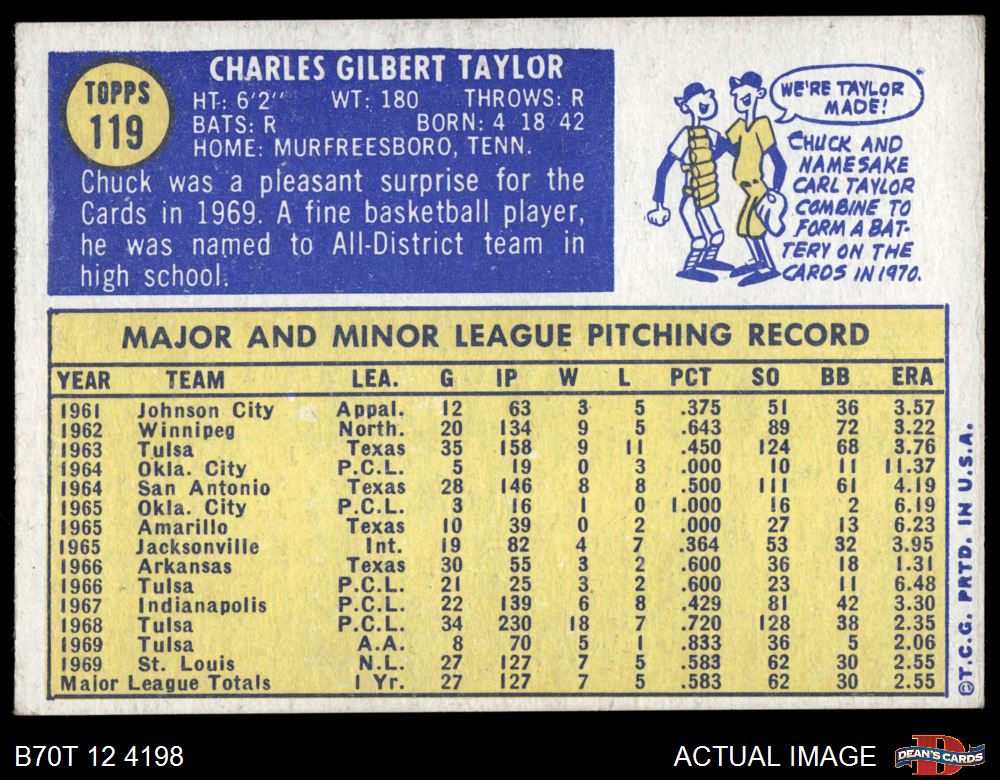 TOPPS
119
CHARLES GILBERT TAYLOR
HT: 6'2" WT: 180 THROWS: R
BATS: R BORN: 4 18 42
HOME: MURFREESBORO, TENN.
Chuck was a pleasant surprise for the
Cards in 1969. A fine basketball player,
he was named to All-District team in
high school.
WE'RE TAYLOR
MADE!
CHUCK AND
NAMESAKE
CARL TAYLOR
COMBINE TO
FORM A BAT-
TERY ON THE
CARDS IN 1970.
MAJOR AND MINOR LEAGUE PITCHING RECORD
YEAR TEAM LEA. G IP W L PCT SO BB ERA
1961 Johnson City Appal. 12 63 3 5 .375 51 36 3.57
1962 Winnipeg North. 20 134 9 5 .643 89 72 3.22
1963 Tulsa Texas 35 158 9 11 .450 124 68 3.76
1964 Okla. City P.C.L. 5 19 0 3 .000 10 11 11.37
1964 San Antonio Texas 28 146 8 8 .500 111 61 4.19
1965 Okla. City P.C.L. 3 16 1 0 1.000 16 2 6.19
1965 Amarillo Texas 10 39 0 2 .000 27 13 6.23
1965 Jacksonville Int. 19 82 4 7 .364 53 32 3.95
1966 Arkansas Texas 30 55 3 2 .600 36 18 1.31
1966 Tulsa P.C.L. 21 25 3 2 .600 23 11 6.48
1967 Indianapolis P.C.L. 22 139 6 8 .429 81 42 3.30
1968 Tulsa P.C.L. 34 230 18 7 .720 128 38 2.35
1969 Tulsa A.A. 8 70 5 1 .833 36 5 2.06
1969 St. Louis N.L. 27 127 7 5 .583 62 30 2.55
Major League Totals 1 Yr. 27 127 7 5 .583 62 30 2.55
©T.C.G. PRTD. IN U.S.A.
B70T 12 4198
ACTUAL IMAGE
D
DEAN'S CARDS